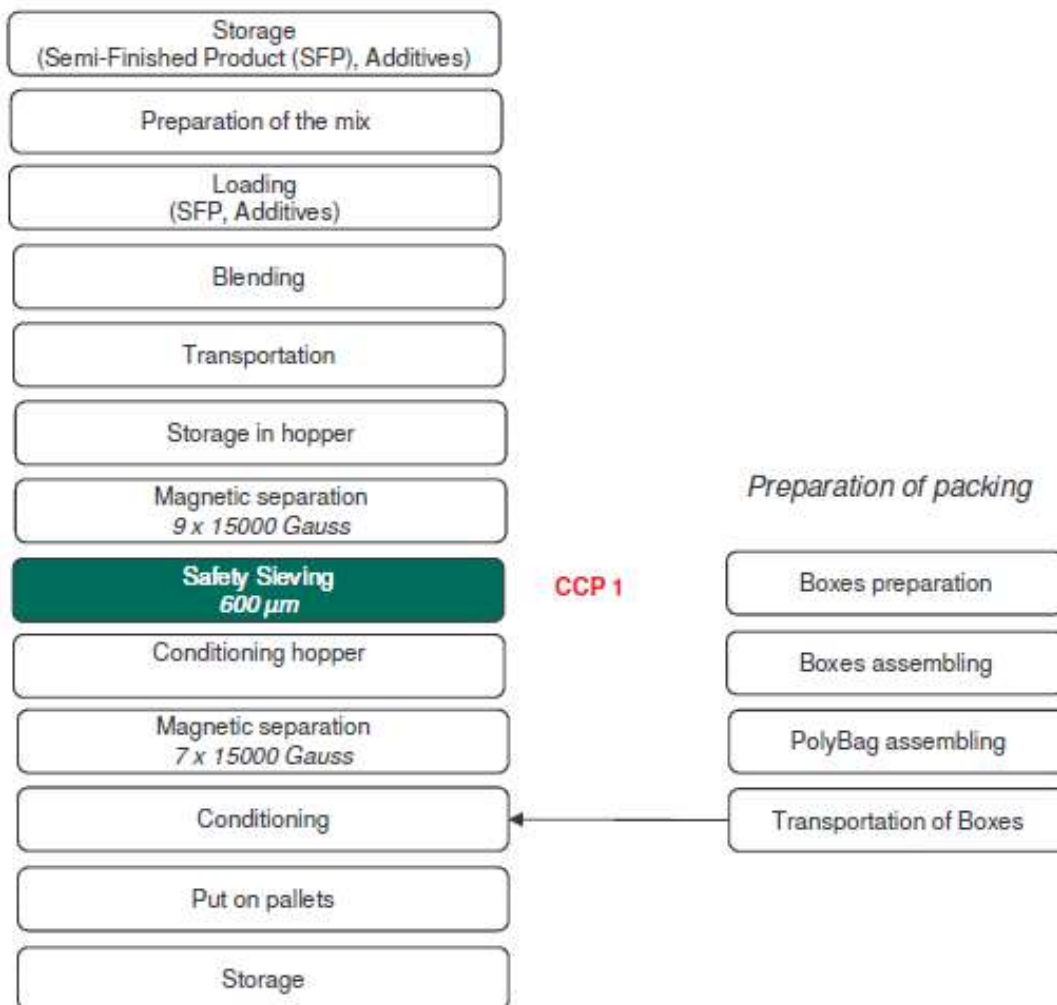 Storage
(Semi-Finished Product (SFP), Additives)
Preparation of the mix
Loading
(SFP, Additives)
Blending
Transportation
Storage in hopper
Magnetic separation
9 x 15000 Gauss
Safety Sieving
600 µm
CCP 1
Conditioning hopper
Magnetic separation
7 x 15000 Gauss
Conditioning
Put on pallets
Storage
Preparation of packing
Boxes preparation
Boxes assembling
PolyBag assembling
Transportation of Boxes